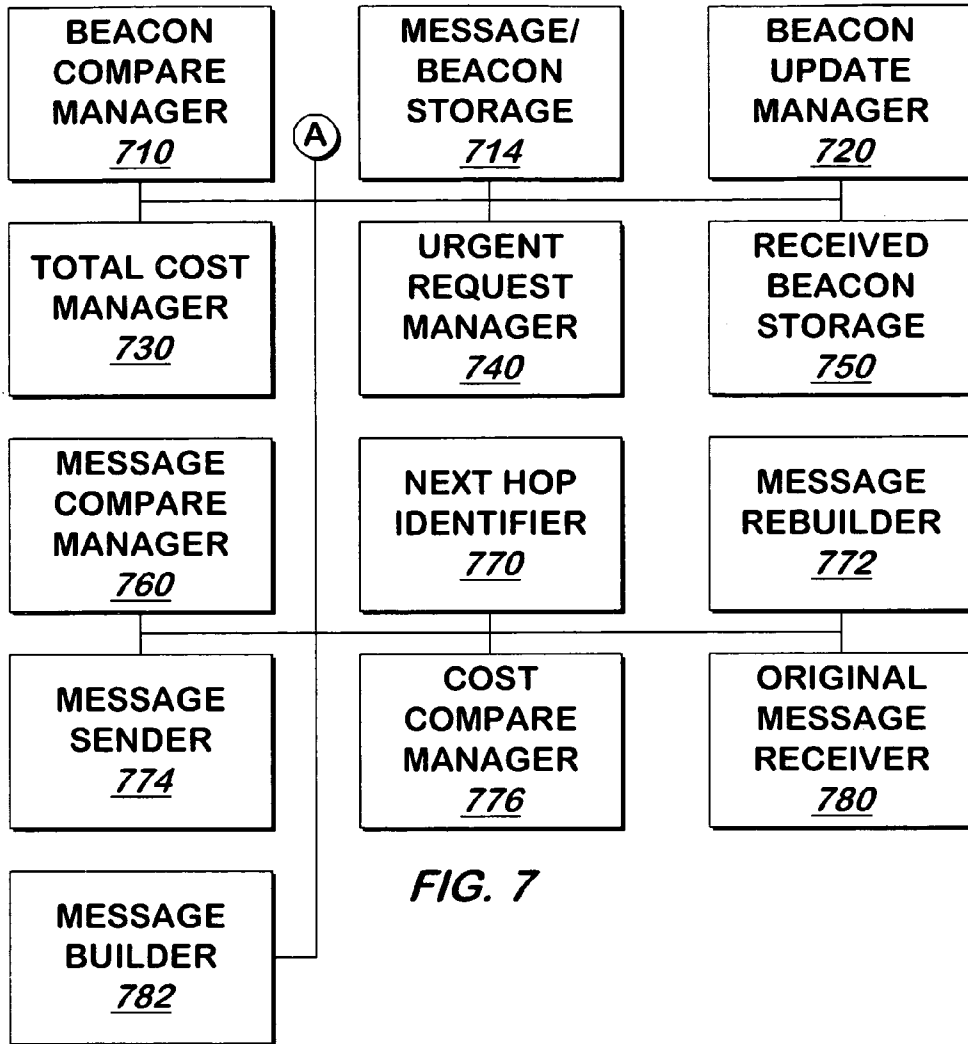 BEACON
COMPARE
MANAGER
710
A
MESSAGE/
BEACON
STORAGE
714
BEACON
UPDATE
MANAGER
720
TOTAL COST
MANAGER
730
URGENT
REQUEST
MANAGER
740
RECEIVED
BEACON
STORAGE
750
MESSAGE
COMPARE
MANAGER
760
NEXT HOP
IDENTIFIER
770
MESSAGE
REBUILDER
772
MESSAGE
SENDER
774
COST
COMPARE
MANAGER
776
ORIGINAL
MESSAGE
RECEIVER
780
MESSAGE
BUILDER
782
FIG. 7